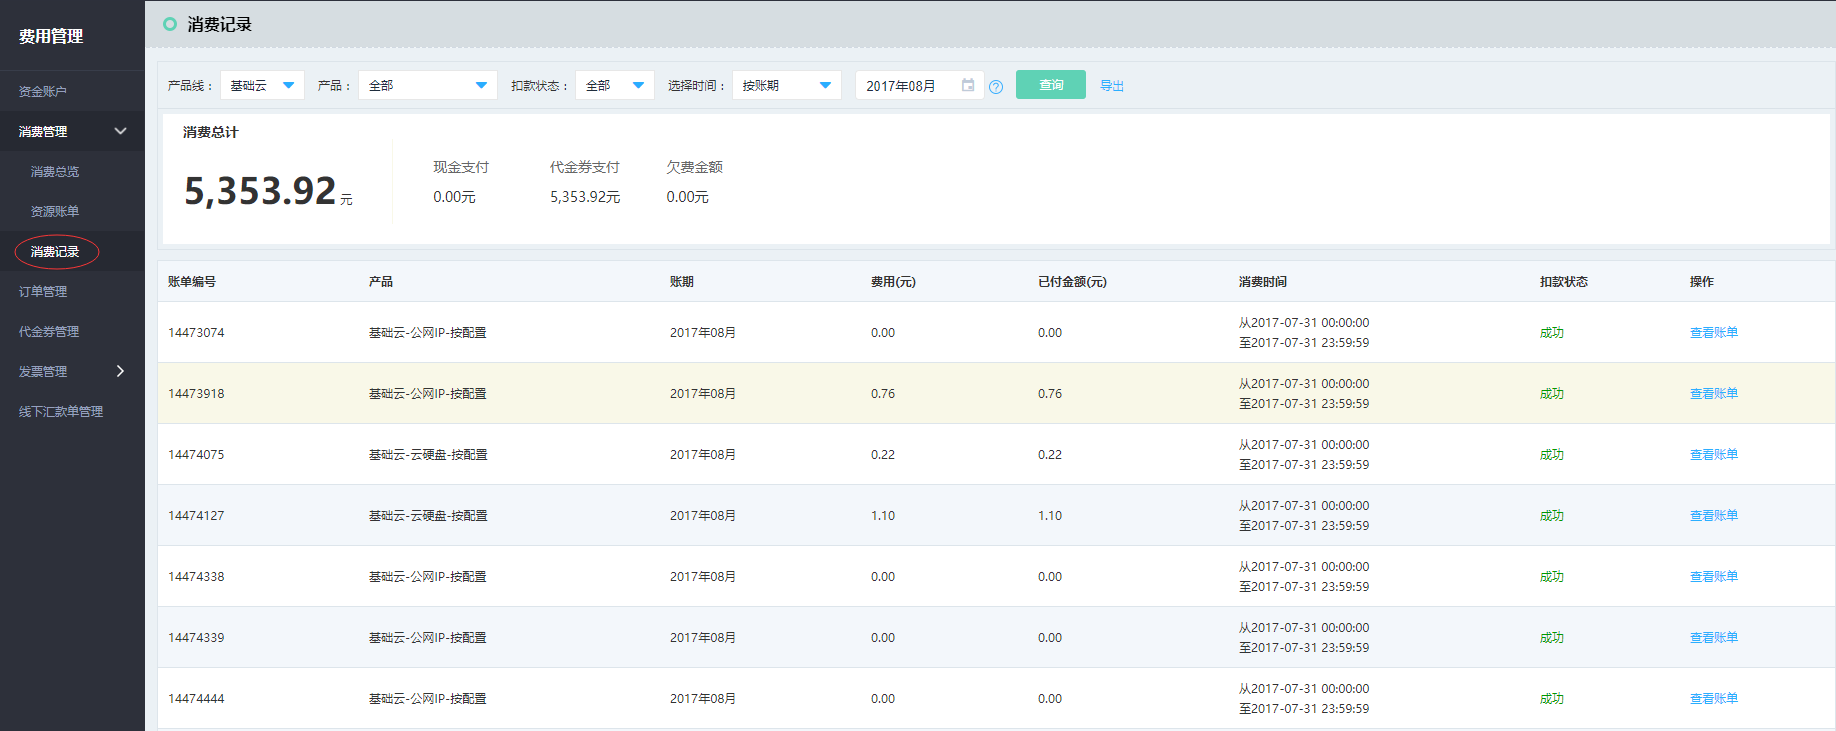 费用管理
资金账户
消费管理
消费总览
资源账单
消费记录
订单管理
代金券管理
发票管理
线下汇款单管理
消费记录
产品线： 基础云 产品： 全部 扣款状态： 全部 选择时间： 按账期 2017年08月 ? 查询 导出
消费总计
5,353.92 元
现金支付 代金券支付 欠费金额
0.00元 5,353.92元 0.00元
账单编号 产品 账期 费用(元) 已付金额(元) 消费时间 扣款状态 操作
14473074 基础云-公网IP-按配置 2017年08月 0.00 0.00 从2017-07-31 00:00:00 成功 查看账单
至2017-07-31 23:59:59
14473918 基础云-公网IP-按配置 2017年08月 0.76 0.76 从2017-07-31 00:00:00 成功 查看账单
至2017-07-31 23:59:59
14474075 基础云-云硬盘-按配置 2017年08月 0.22 0.22 从2017-07-31 00:00:00 成功 查看账单
至2017-07-31 23:59:59
14474127 基础云-云硬盘-按配置 2017年08月 1.10 1.10 从2017-07-31 00:00:00 成功 查看账单
至2017-07-31 23:59:59
14474338 基础云-公网IP-按配置 2017年08月 0.00 0.00 从2017-07-31 00:00:00 成功 查看账单
至2017-07-31 23:59:59
14474339 基础云-公网IP-按配置 2017年08月 0.00 0.00 从2017-07-31 00:00:00 成功 查看账单
至2017-07-31 23:59:59
14474444 基础云-公网IP-按配置 2017年08月 0.00 0.00 从2017-07-31 00:00:00 成功 查看账单
至2017-07-31 23:59:59